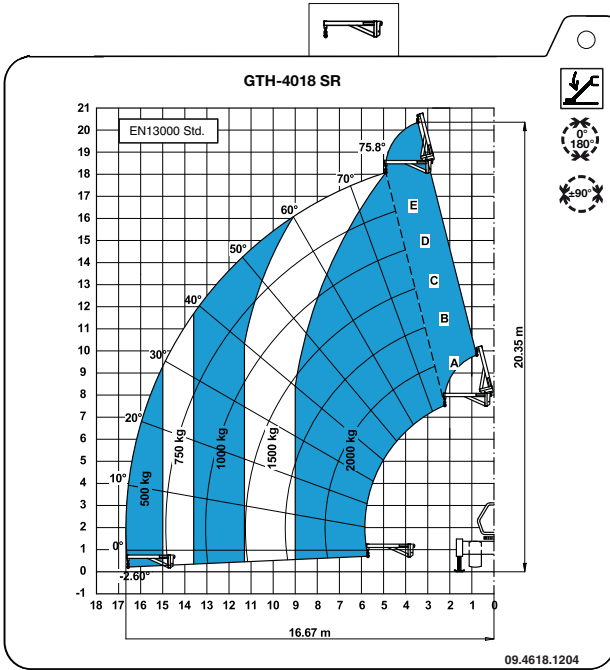 GTH-4018 SR
EN13000 Std.
0°
180°
±90°
21
20
19
18
17
16
15
14
13
12
11
10
9
8
7
6
5
4
3
2
1
0
-1
75.8°
70°
60°
50°
40°
30°
20°
10°
0°
-2.60°
E
D
C
B
A
500 kg
750 kg
1000 kg
1500 kg
2000 kg
20.35 m
18 17 16 15 14 13 12 11 10 9 8 7 6 5 4 3 2 1 0
16.67 m
09.4618.1204